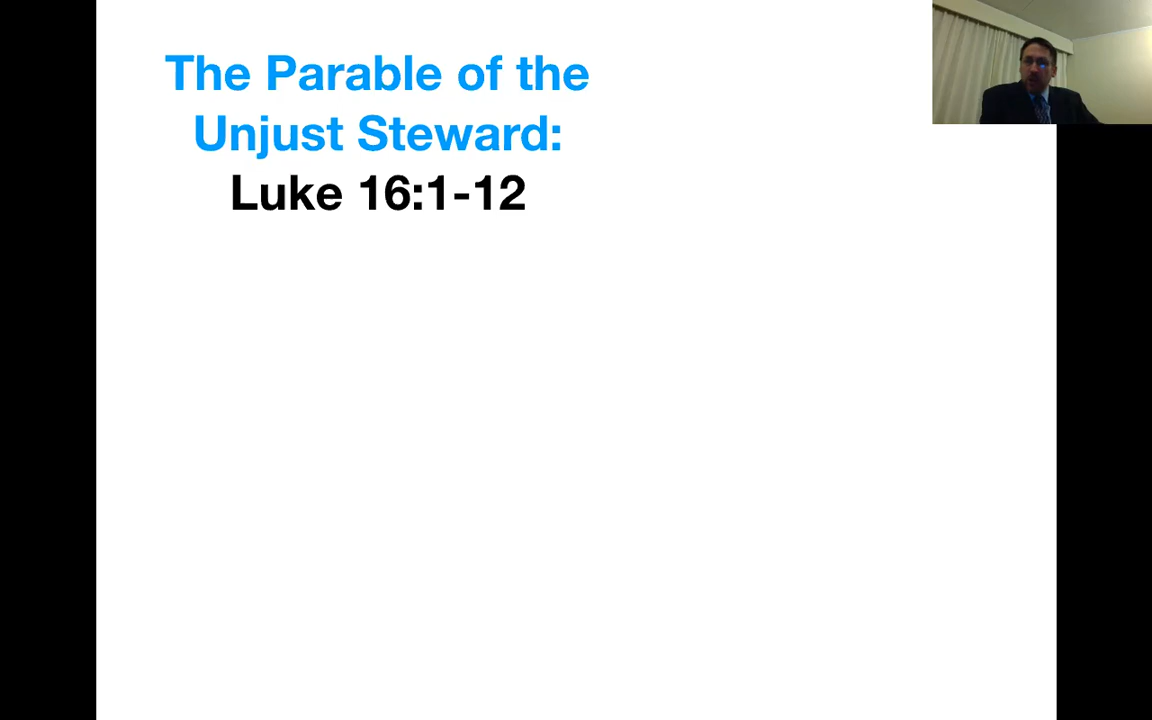 The Parable of the
Unjust Steward:
Luke 16:1-12